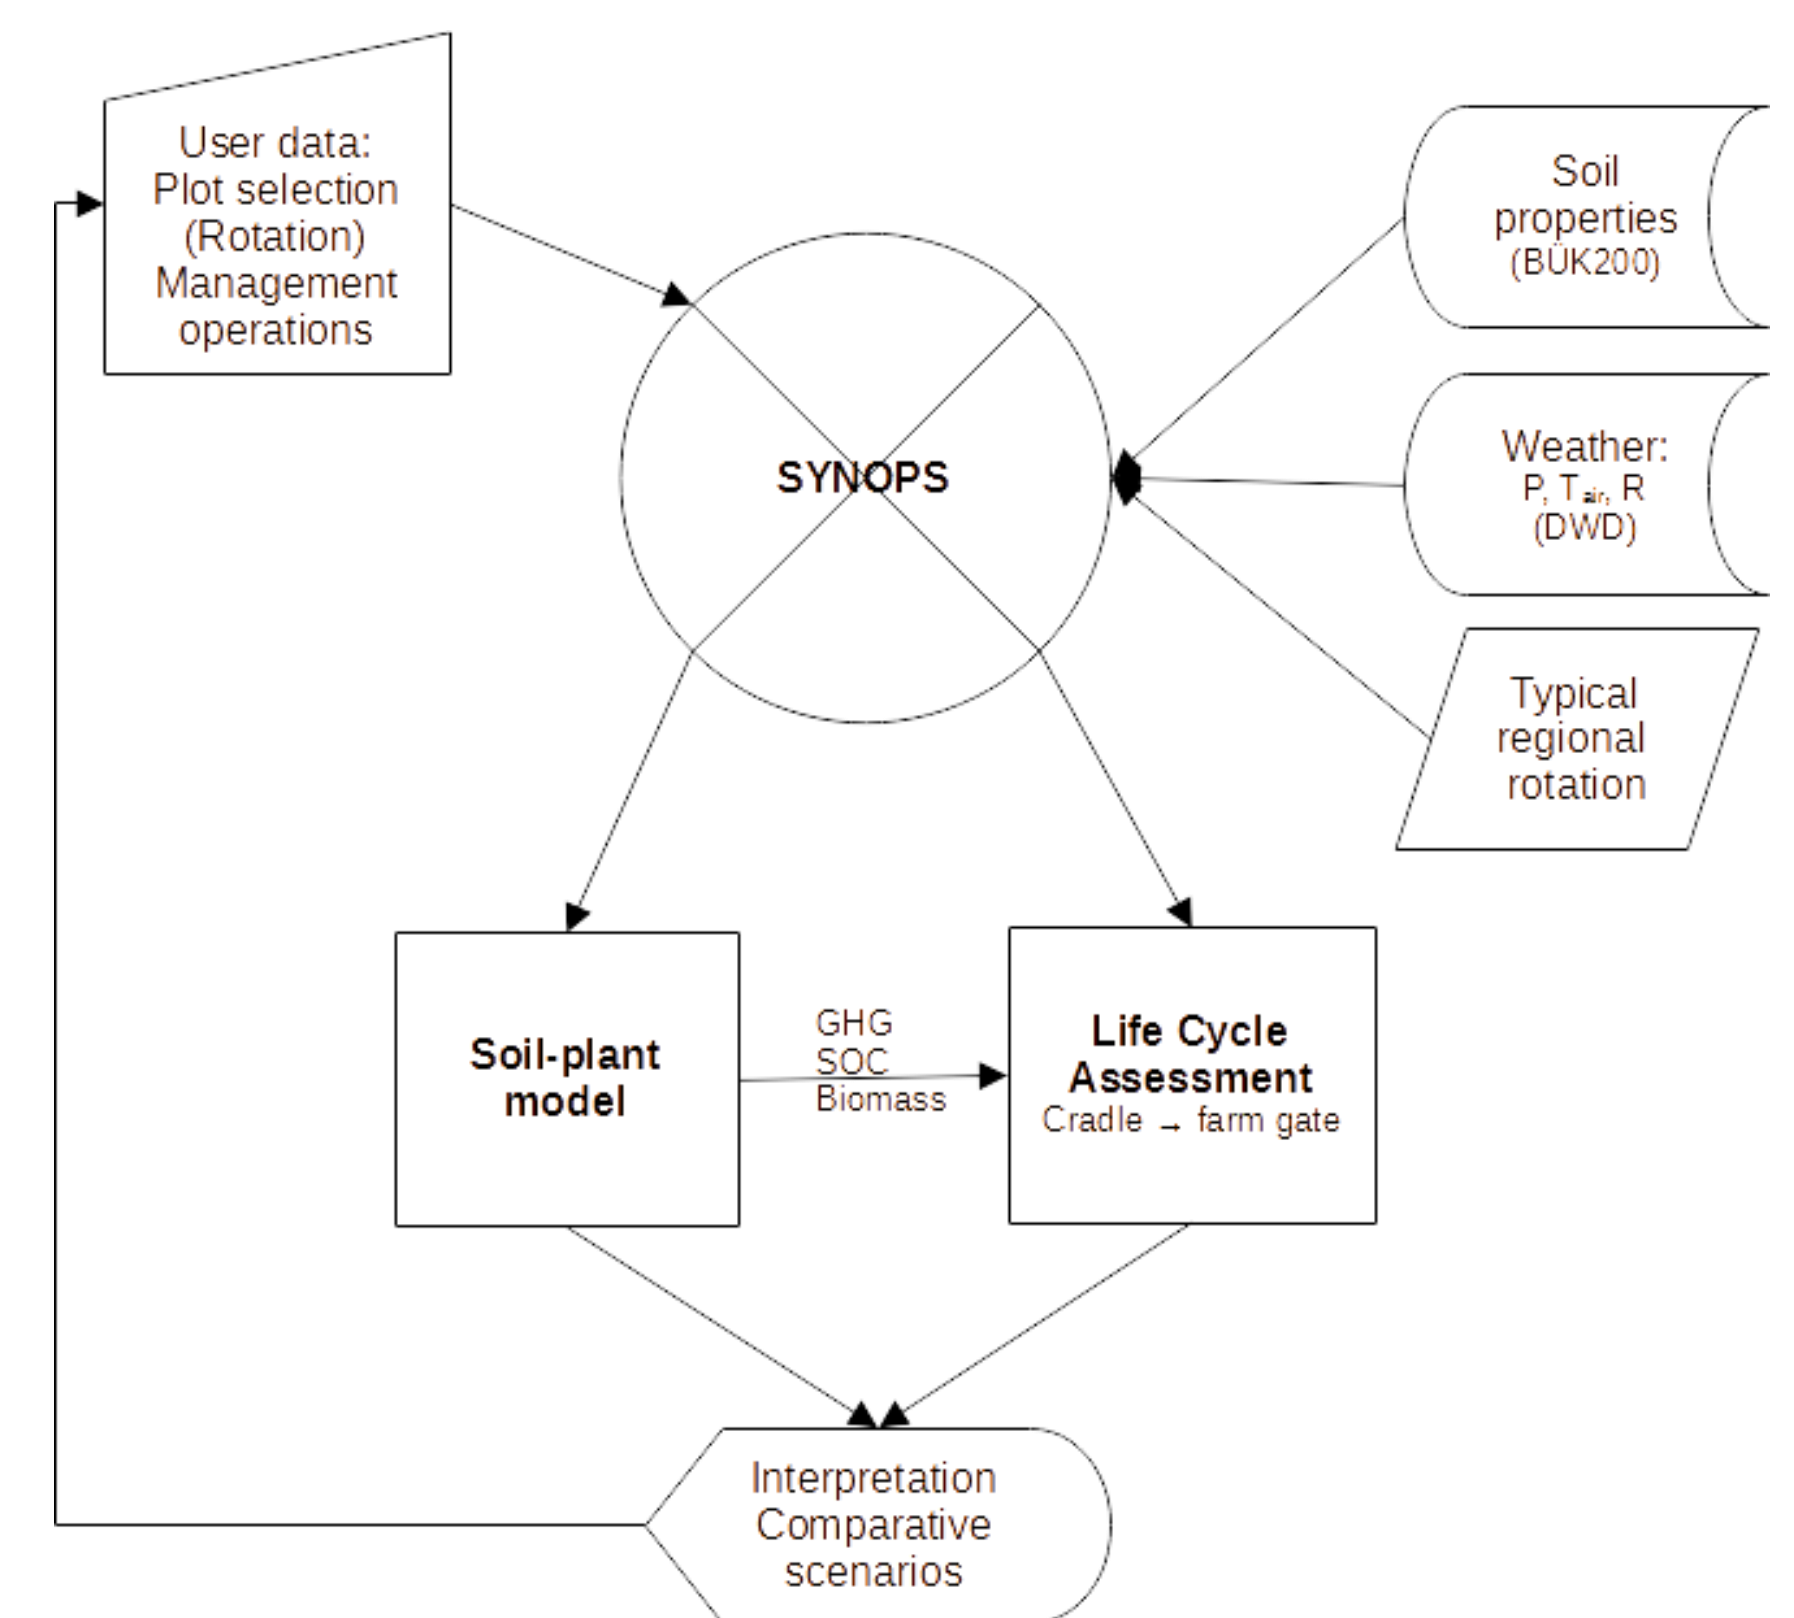 User data:
Plot selection
(Rotation)
Management
operations
Soil
properties
(BÜK200)
Weather:
P, Tair, R
(DWD)
SYNOPS
Typical
regional
rotation
Soil-plant
model
GHG
SOC
Biomass
Life Cycle
Assessment
Cradle → farm gate
Interpretation
Comparative
scenarios